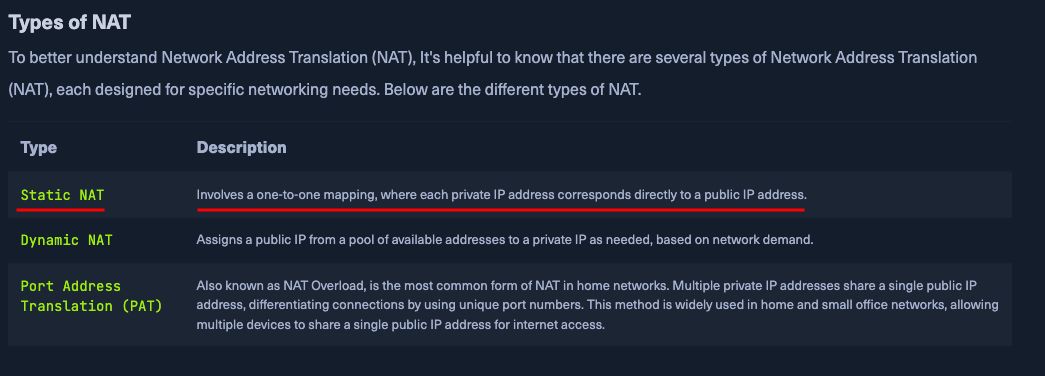 Types of NAT
To better understand Network Address Translation (NAT), It's helpful to know that there are several types of Network Address Translation
(NAT), each designed for specific networking needs. Below are the different types of NAT.
Type Description
Static NAT Involves a one-to-one mapping, where each private IP address corresponds directly to a public IP address.
Dynamic NAT Assigns a public IP from a pool of available addresses to a private IP as needed, based on network demand.
Port Address
Translation (PAT)
Also known as NAT Overload, is the most common form of NAT in home networks. Multiple private IP addresses share a single public IP
address, differentiating connections by using unique port numbers. This method is widely used in home and small office networks, allowing
multiple devices to share a single public IP address for internet access.